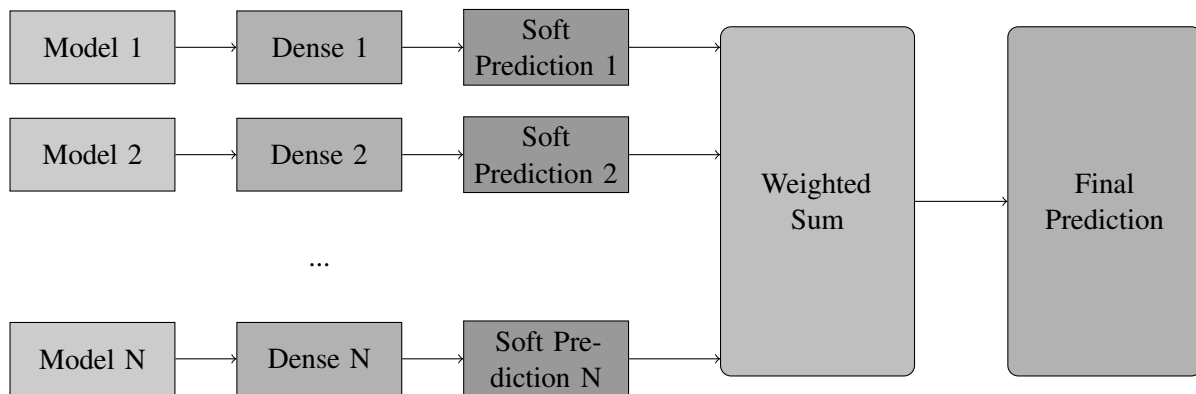 Model 1
Dense 1
Soft
Prediction 1
Model 2
Dense 2
Soft
Prediction 2
...
Model N
Dense N
Soft Pre-
diction N
Weighted
Sum
Final
Prediction